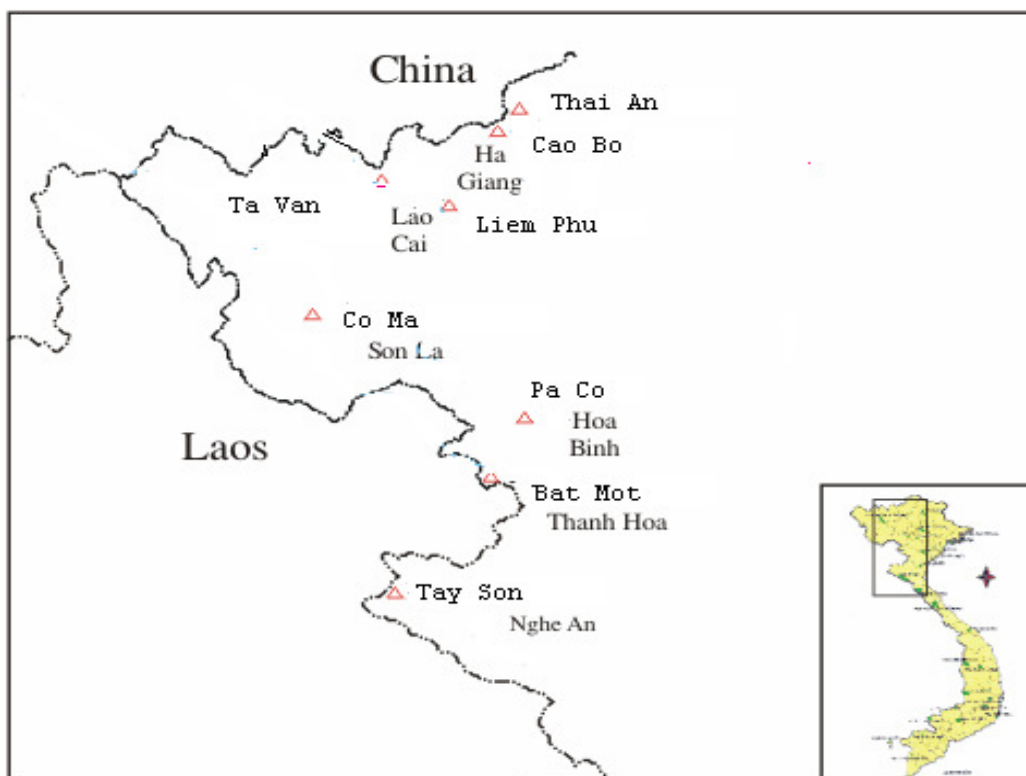 China
Thai An
Cao Bo
Ha
Giang
Ta Van
Lao
Cai
Liem Phu
Co Ma
Son La
Pa Co
Hoa
Binh
Laos
Bat Mot
Thanh Hoa
Tay Son
Nghe An